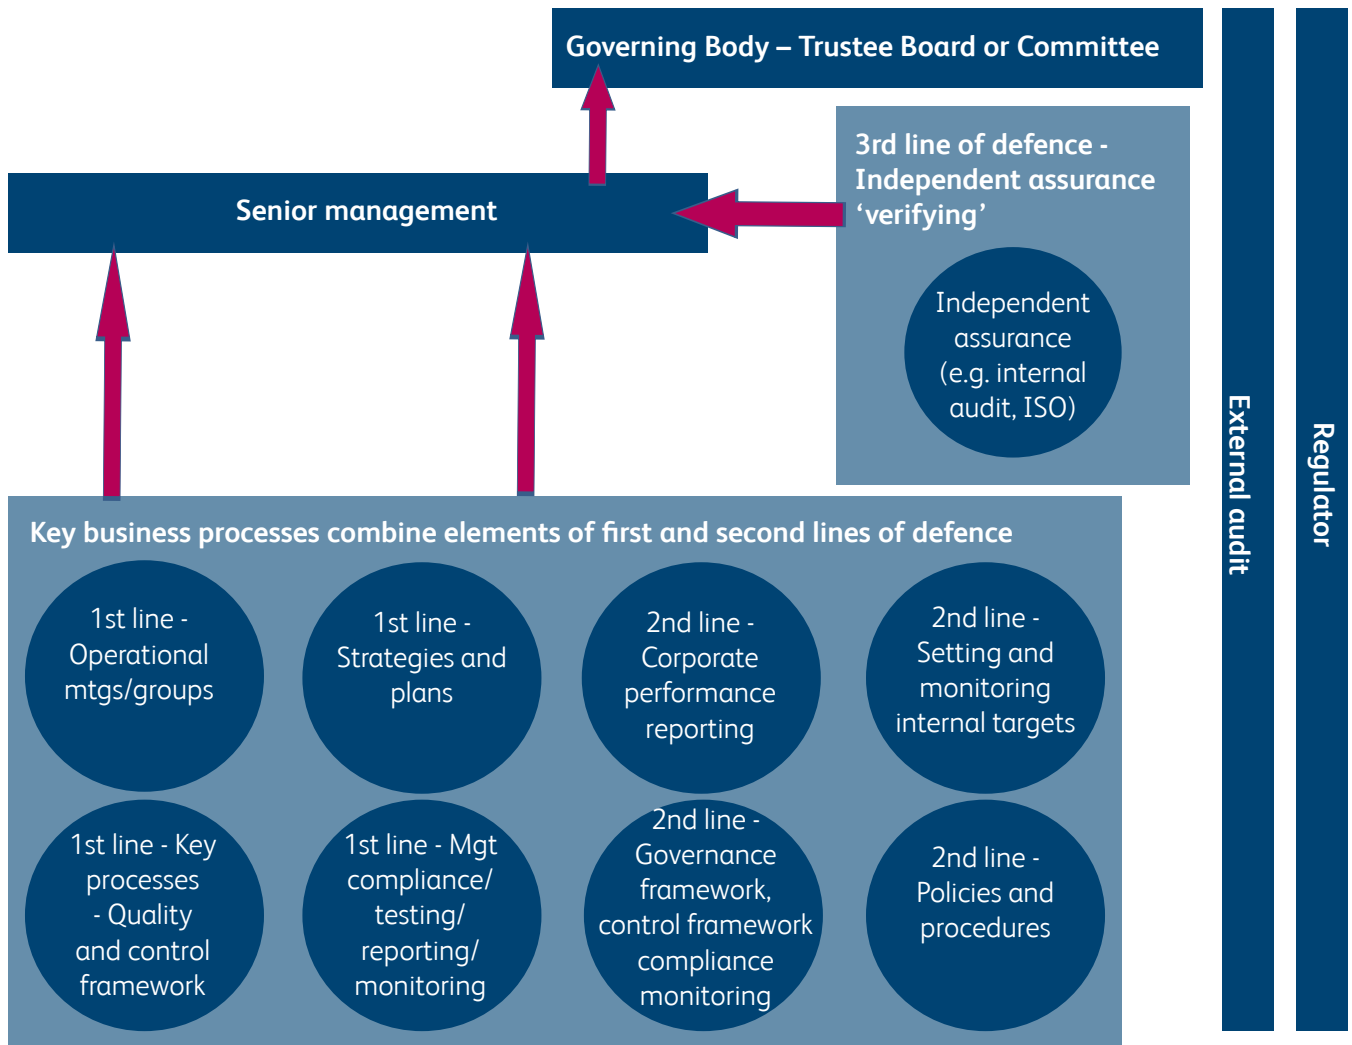 Governing Body – Trustee Board or Committee
3rd line of defence -
Independent assurance
‘verifying’
Senior management
Independent
assurance
(e.g. internal
audit, ISO)
External audit
Regulator
Key business processes combine elements of first and second lines of defence
1st line -
Operational
mtgs/groups
1st line -
Strategies and
plans
2nd line -
Corporate
performance
reporting
2nd line -
Setting and
monitoring
internal targets
1st line - Key
processes
- Quality
and control
framework
1st line - Mgt
compliance/
testing/
reporting/
monitoring
2nd line -
Governance
framework,
control framework
compliance
monitoring
2nd line -
Policies and
procedures